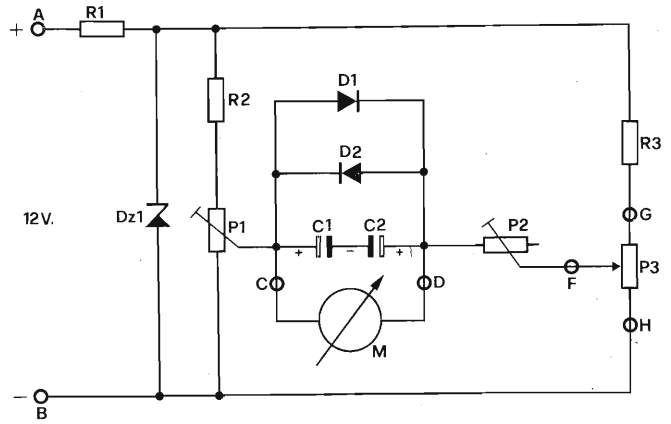 A
R1
+
D1
R2
D2
R3
12V.
Dz1
P1
C1
C2
P2
G
+
−
+
P3
C
D
F
M
H
−
B